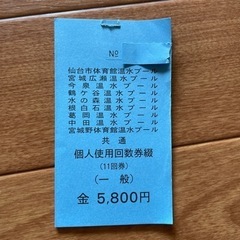 No
仙台市体育館温水プール
宮城広瀬温水プール
今泉温水プール
鶴ケ谷温水プール
水の森温水プール
根白石温水プール
葛岡温水プール
中田温水プール
宮城野体育館温水プール
共通
個人使用回数券綴
(11回券)
(一般)
金 5,800円